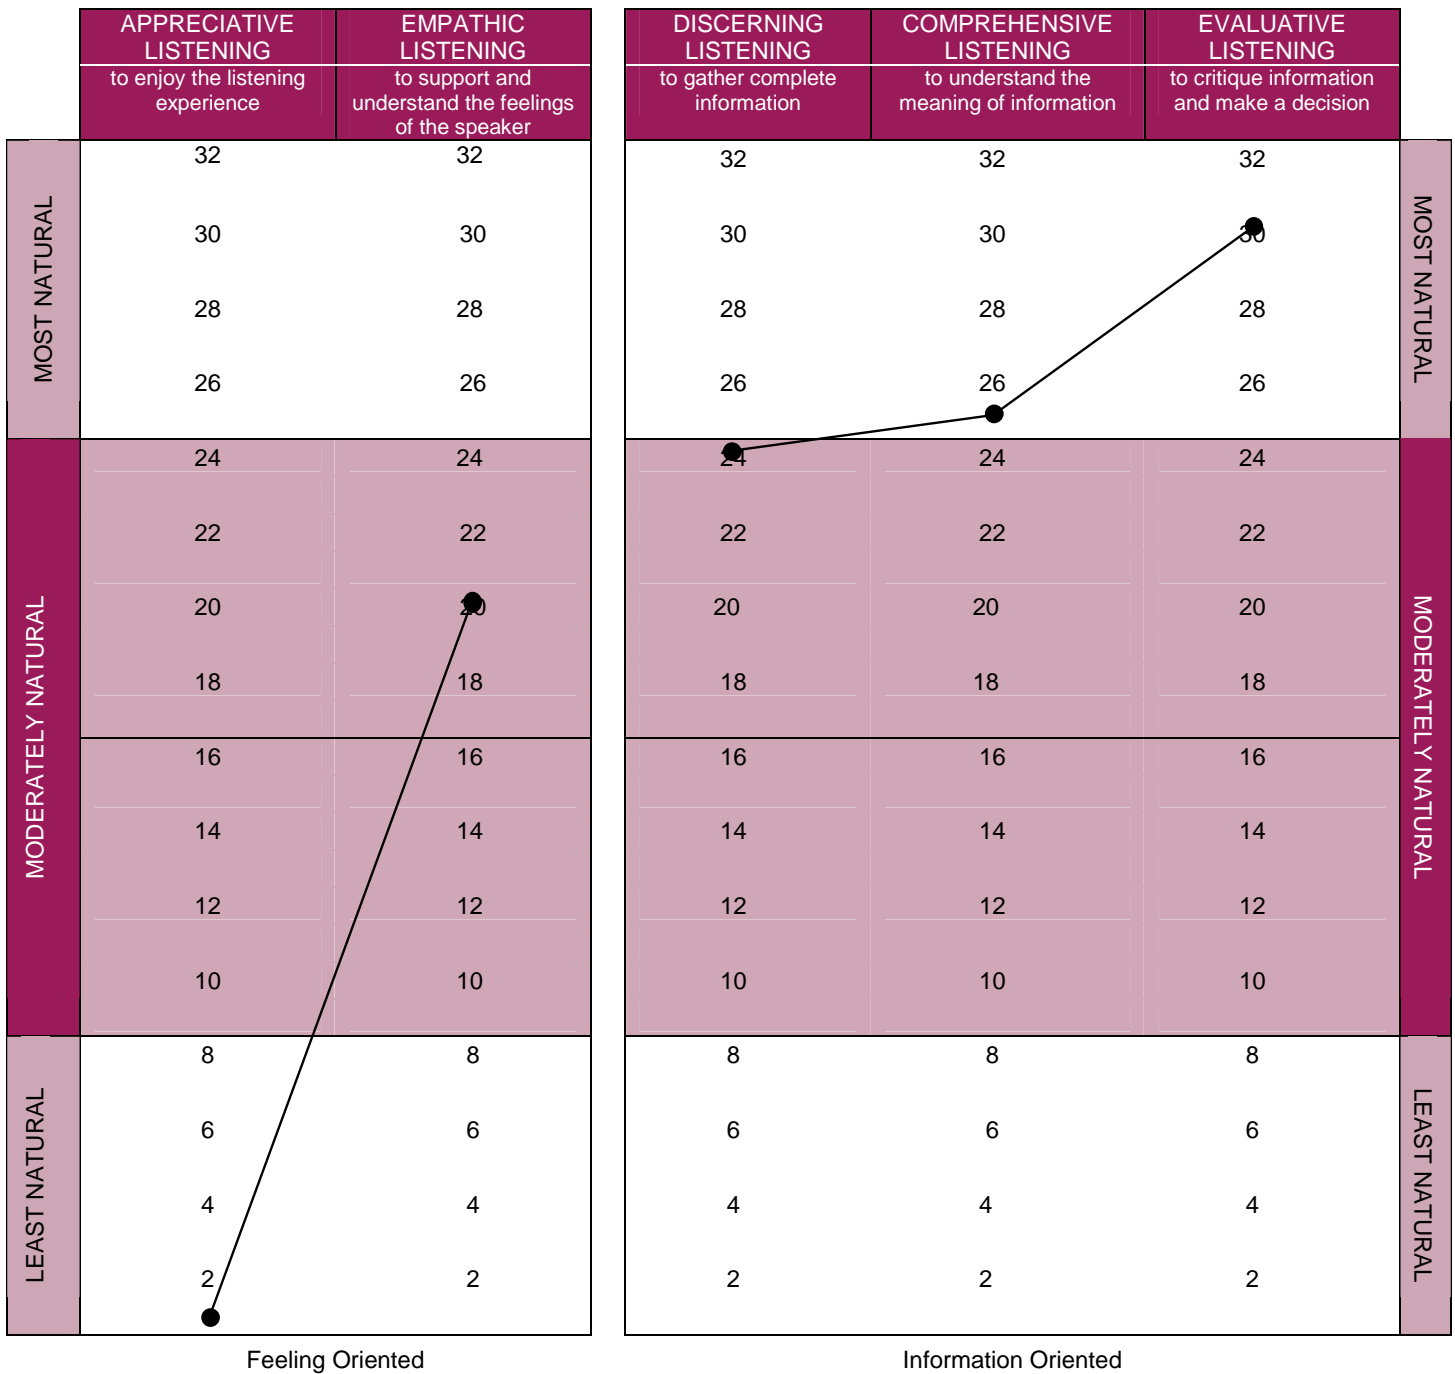 APPRECIATIVE LISTENING
EMPATHIC LISTENING
DISCERNING LISTENING
COMPREHENSIVE LISTENING
EVALUATIVE LISTENING
to enjoy the listening experience
to support and understand the feelings of the speaker
to gather complete information
to understand the meaning of information
to critique information and make a decision
MOST NATURAL
MOST NATURAL
32 32 32 32 32
30 30 30 30 30
28 28 28 28 28
26 26 26 26 26
MODERATELY NATURAL
MODERATELY NATURAL
24 24 24 24 24
22 22 22 22 22
20 20 20 20 20
18 18 18 18 18
16 16 16 16 16
14 14 14 14 14
12 12 12 12 12
10 10 10 10 10
LEAST NATURAL
LEAST NATURAL
8 8 8 8 8
6 6 6 6 6
4 4 4 4 4
2 2 2 2 2
Feeling Oriented
Information Oriented